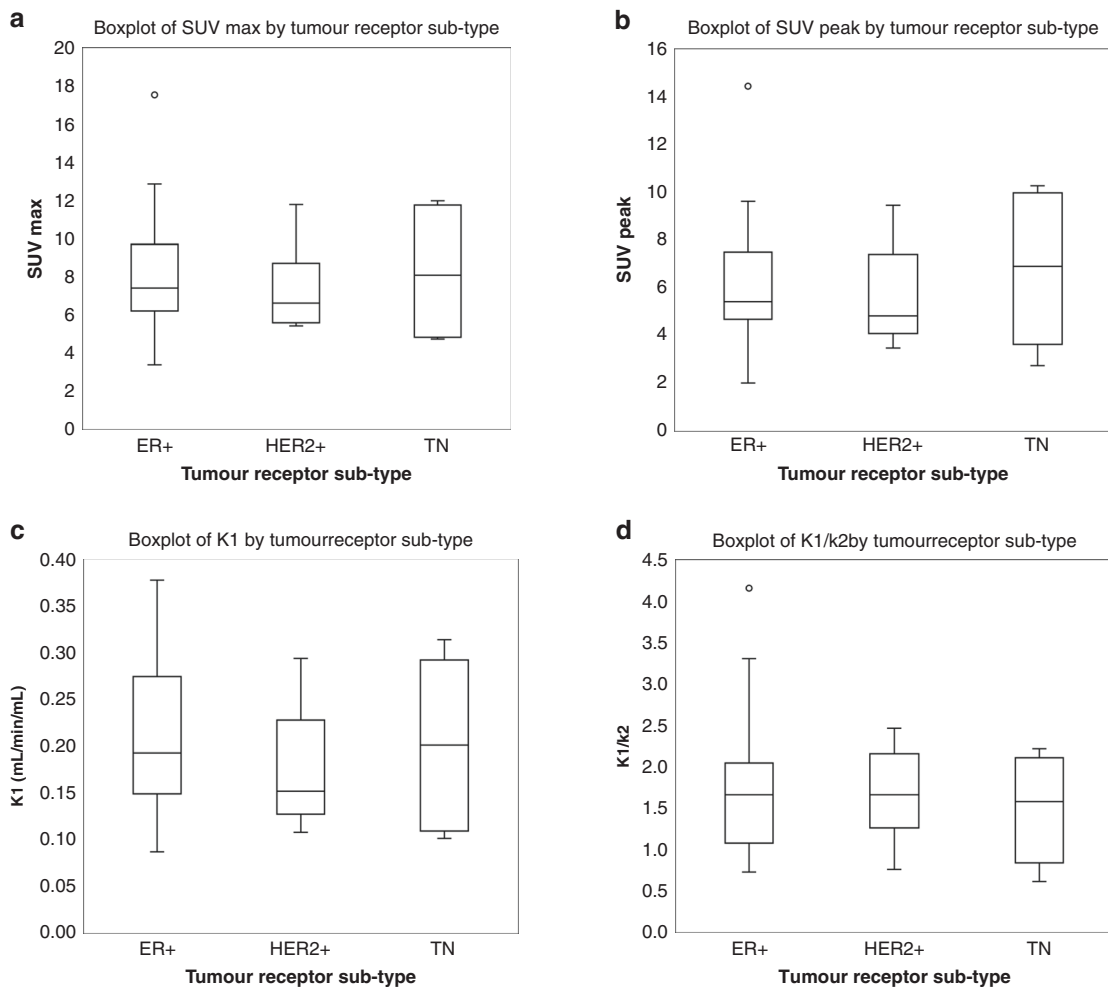 a
Boxplot of SUV max by tumour receptor sub-type
20
18
16
14
12
10
8
6
4
2
0
SUV max
ER+ HER2+ TN
Tumour receptor sub-type
b
Boxplot of SUV peak by tumour receptor sub-type
16
14
12
10
8
6
4
2
0
SUV peak
ER+ HER2+ TN
Tumour receptor sub-type
c
Boxplot of K1 by tumourreceptor sub-type
0.40
0.35
0.30
0.25
0.20
0.15
0.10
0.05
0.00
K1 (mL/min/mL)
ER+ HER2+ TN
Tumour receptor sub-type
d
Boxplot of K1/k2by tumourreceptor sub-type
4.5
4.0
3.5
3.0
2.5
2.0
1.5
1.0
0.5
0.0
K1/k2
ER+ HER2+ TN
Tumour receptor sub-type